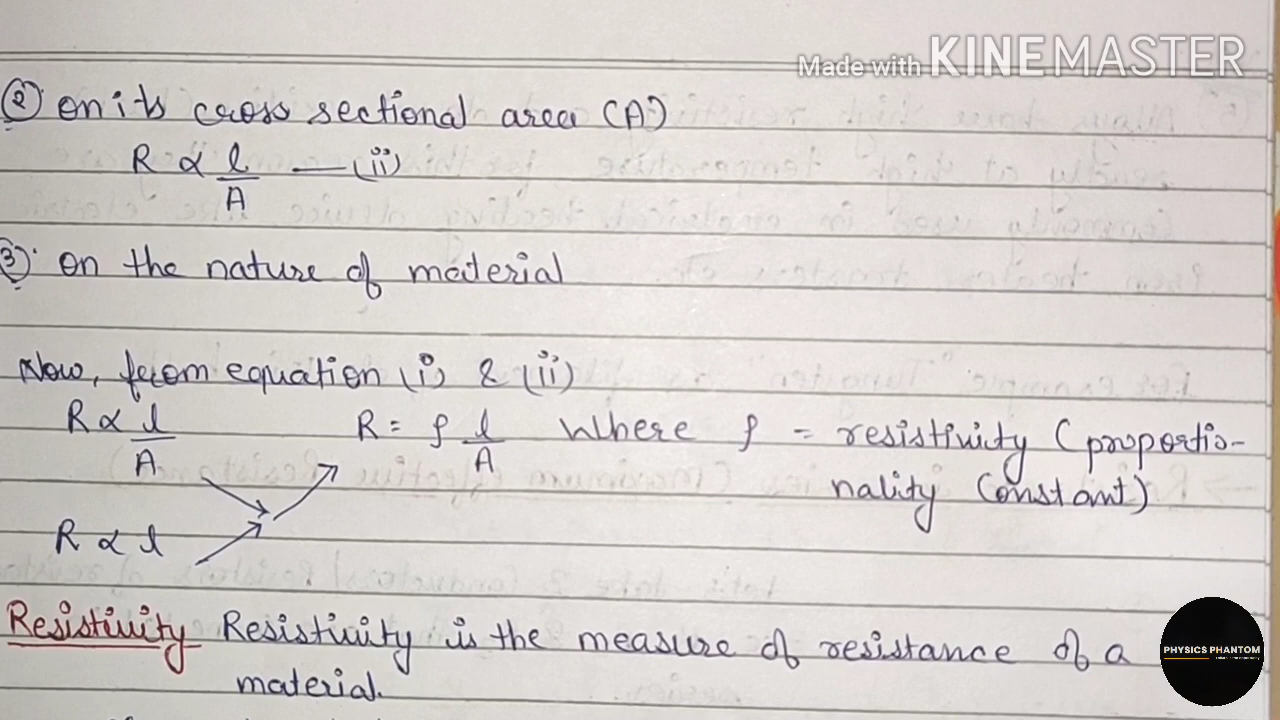 Made with KINEMASTER
② on its cross sectional area (A)
R ∝ l/A —(ii)
③ on the nature of material
Now, from equation (i) & (ii)
R ∝ l/A R = ρ l/A Where ρ = resistivity (proportio-
nality Constant)
R ∝ l
Resistivity Resistivity is the measure of resistance of a
material.
PHYSICS PHANTOM